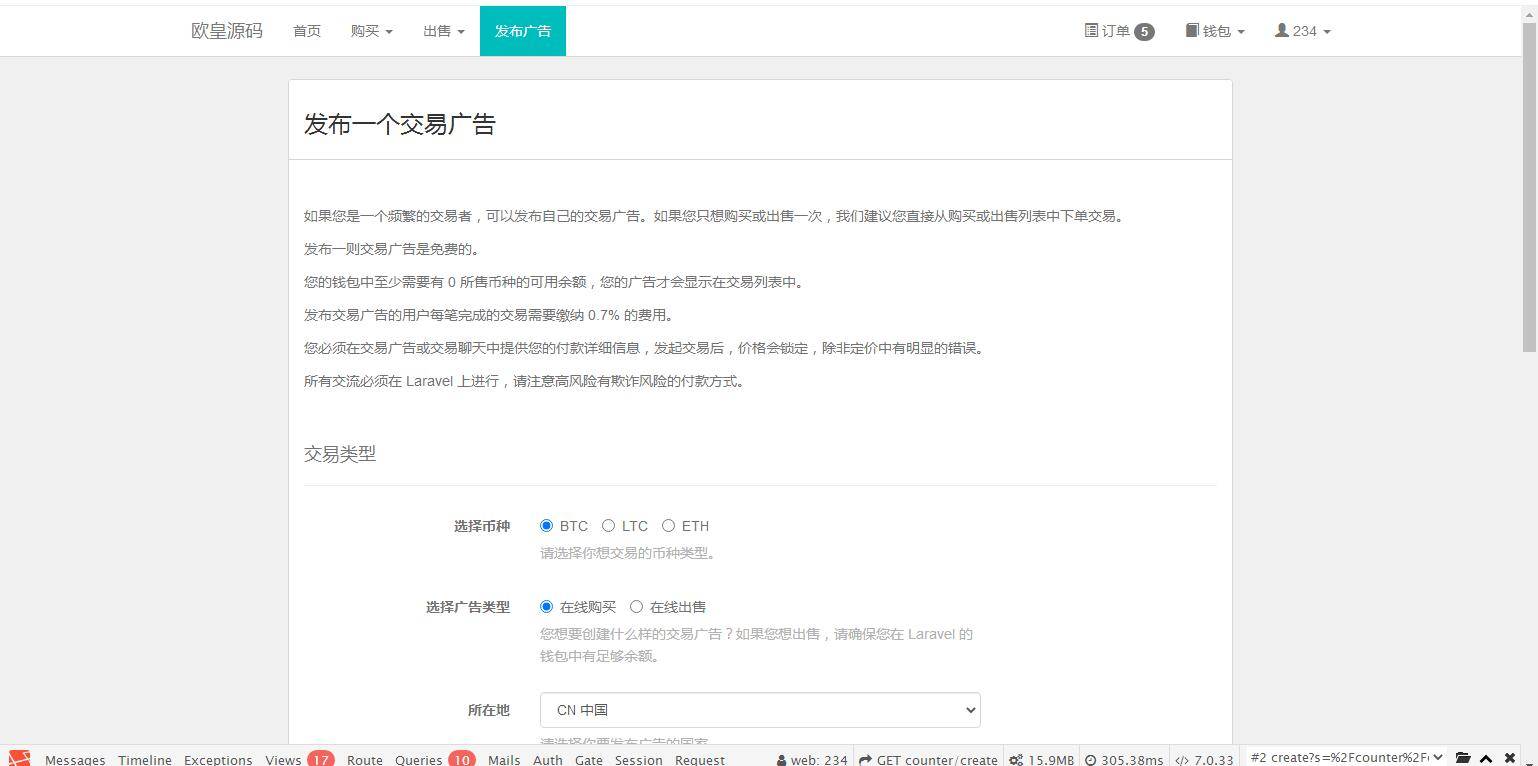 欧皇源码 首页 购买 出售 发布广告 订单 5 钱包 234
发布一个交易广告
如果您是一个频繁的交易者，可以发布自己的交易广告。如果您只想购买或出售一次，我们建议您直接从购买或出售列表中下单交易。
发布一则交易广告是免费的。
您的钱包中至少需要有 0 所售币种的可用余额，您的广告才会显示在交易列表中。
发布交易广告的用户每笔完成的交易需要缴纳 0.7% 的费用。
您必须在交易广告或交易聊天中提供您的付款详细信息，发起交易后，价格会锁定，除非定价中有明显的错误。
所有交流必须在 Laravel 上进行，请注意高风险有欺诈风险的付款方式。
交易类型
选择币种 BTC LTC ETH
请选择你想交易的币种类型。
选择广告类型 在线购买 在线出售
您想要创建什么样的交易广告？如果您想出售，请确保您在 Laravel 的
钱包中有足够余额。
所在地 CN 中国
请选择你要发布广告的国家
Messages Timeline Exceptions Views 17 Route Queries 10 Mails Auth Gate Session Request web: 234 GET counter/create 15.9MB 305.38ms </> 7.0.33 #2 create?s=%2Fcounter%2F(